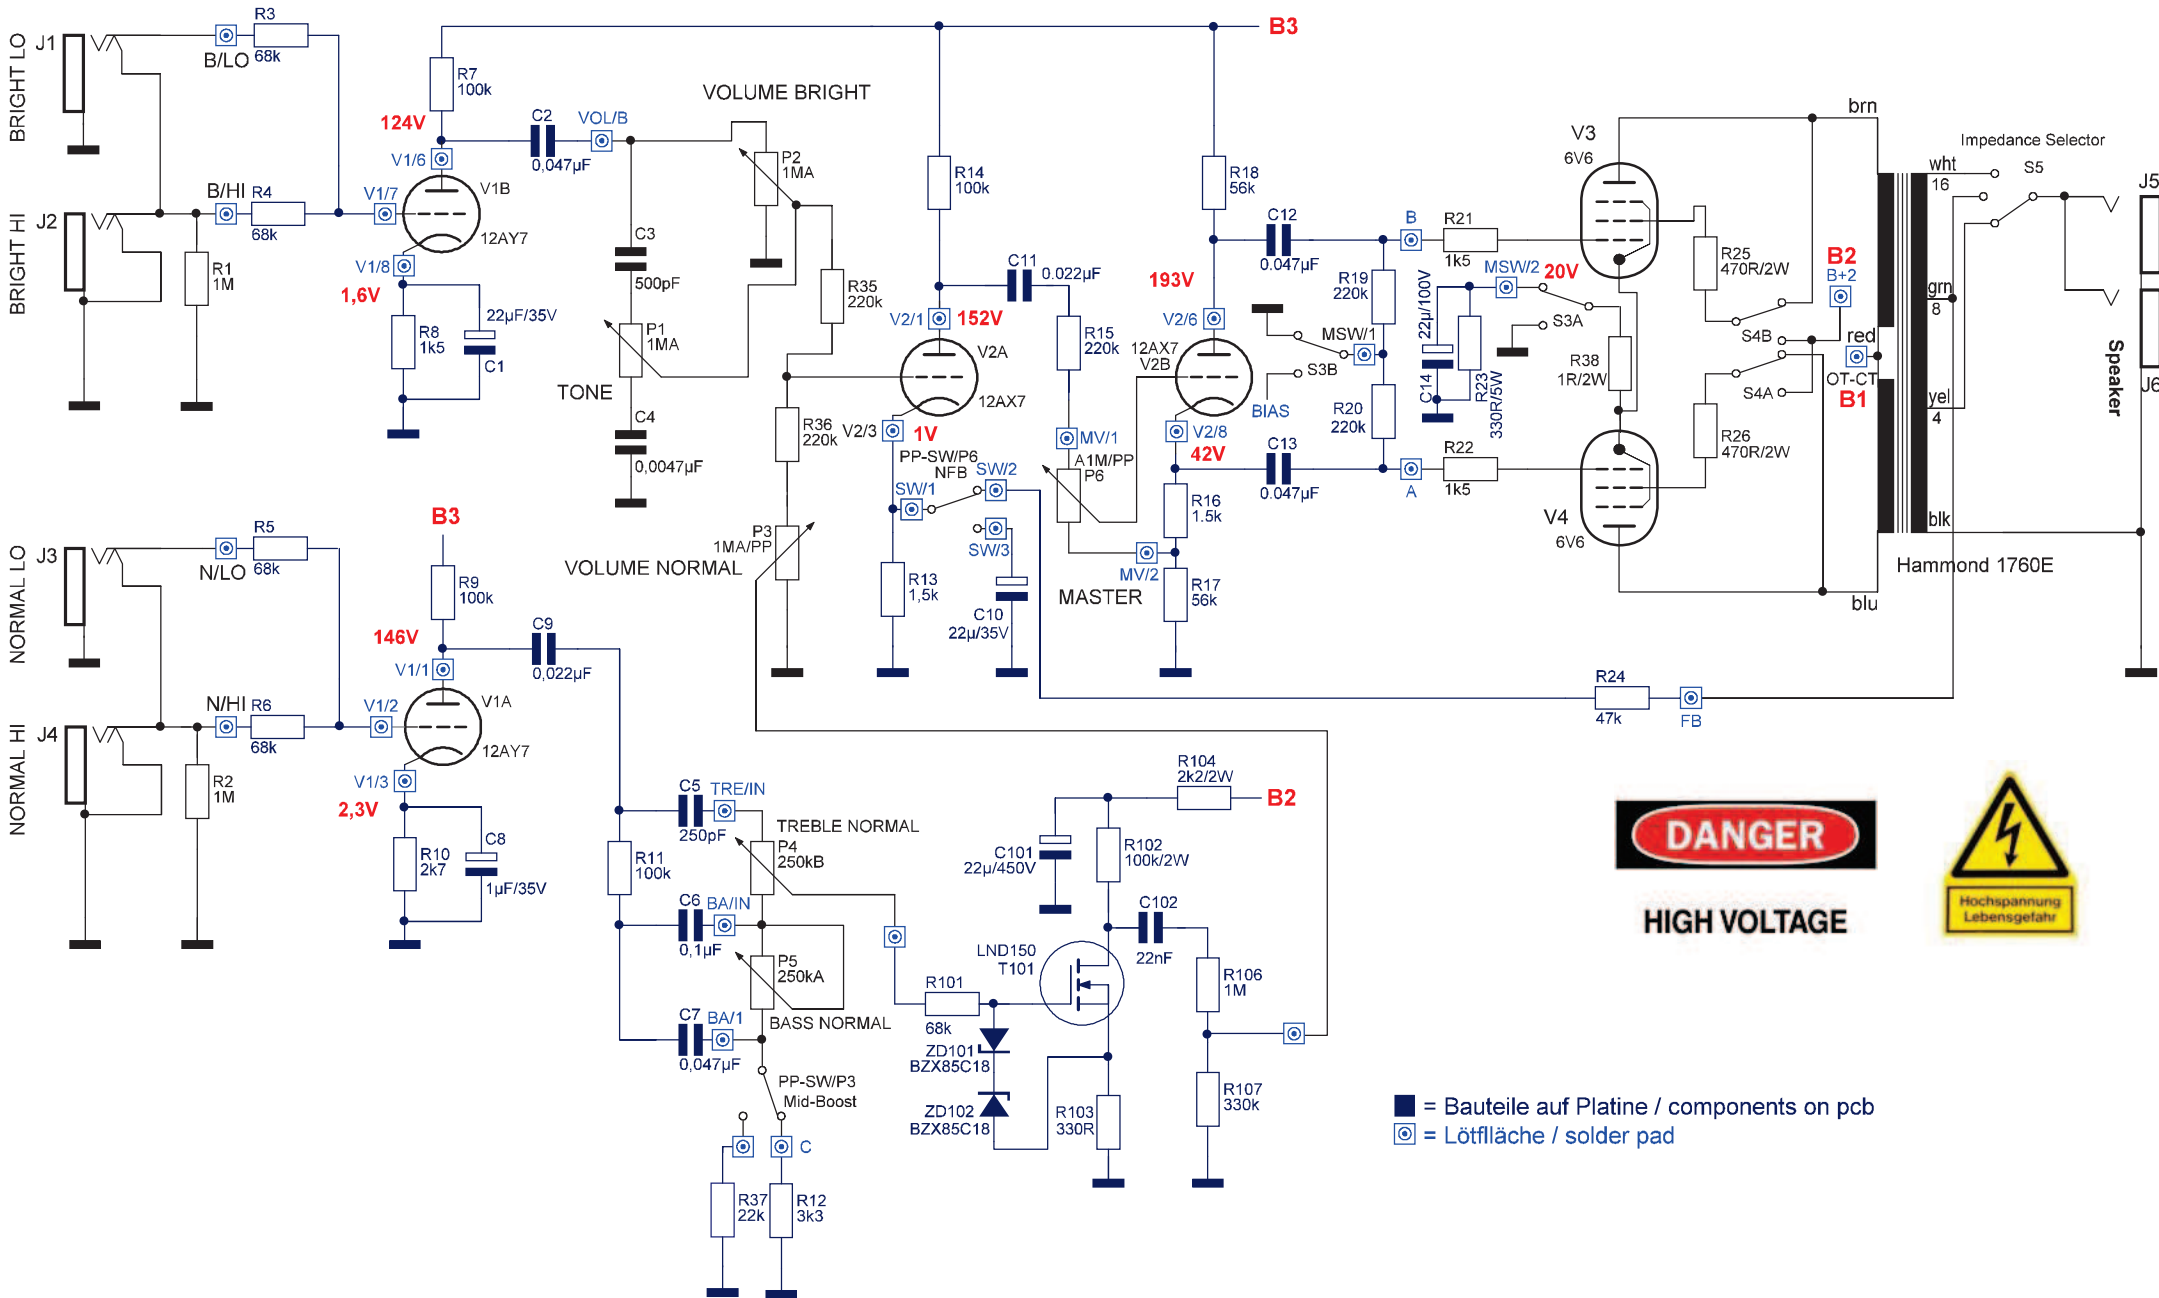 BRIGHT LO
J1
R3
68k
B/LO
BRIGHT HI
J2
B/HI
R4
68k
R1
1M
R7
100k
124V
V1/6
V1/7
V1B
12AY7
V1/8
1,6V
R8
1k5
22µF/35V
C1
C2
0,047µF
VOL/B
VOLUME BRIGHT
P2
1MA
C3
500pF
P1
1MA
TONE
C4
0,0047µF
R35
220k
R36
220k
P3
1MA/PP
VOLUME NORMAL
B3
R14
100k
V2/1
152V
V2A
12AX7
V2/3
1V
PP-SW/P6
NFB
SW/1
SW/2
SW/3
R13
1,5k
C10
22µ/35V
C11
0.022µF
R15
220k
MV/1
A1M/PP
P6
MV/2
MASTER
R18
56k
193V
V2/6
12AX7
V2B
V2/8
42V
R16
1.5k
R17
56k
C12
0.047µF
C13
0.047µF
MSW/1
S3B
BIAS
R19
220k
R20
220k
B
R21
1k5
A
R22
1k5
22µ/100V
C14
R23
330R/5W
MSW/2
20V
S3A
R38
1R/2W
V3
6V6
V4
6V6
R25
470R/2W
R26
470R/2W
S4B
S4A
B2
B+2
red
OT-CT
B1
brn
blu
wht
16
grn
8
yel
4
blk
Hammond 1760E
Impedance Selector
S5
J5
J6
Speaker
R24
47k
FB
NORMAL LO
J3
N/LO
R5
68k
NORMAL HI
J4
N/HI
R6
68k
R2
1M
B3
R9
100k
146V
V1/1
V1/2
V1A
12AY7
V1/3
2,3V
R10
2k7
C8
1µF/35V
C9
0,022µF
R11
100k
C5
250pF
TRE/IN
TREBLE NORMAL
P4
250kB
C6
0,1µF
BA/IN
P5
250kA
BASS NORMAL
C7
0,047µF
BA/1
PP-SW/P3
Mid-Boost
C
R37
22k
R12
3k3
R104
2k2/2W
B2
C101
22µ/450V
R102
100k/2W
C102
22nF
LND150
T101
R101
68k
ZD101
BZX85C18
ZD102
BZX85C18
R103
330R
R106
1M
R107
330k
DANGER
HIGH VOLTAGE
Hochspannung
Lebensgefahr
= Bauteile auf Platine / components on pcb
= Lötflläche / solder pad